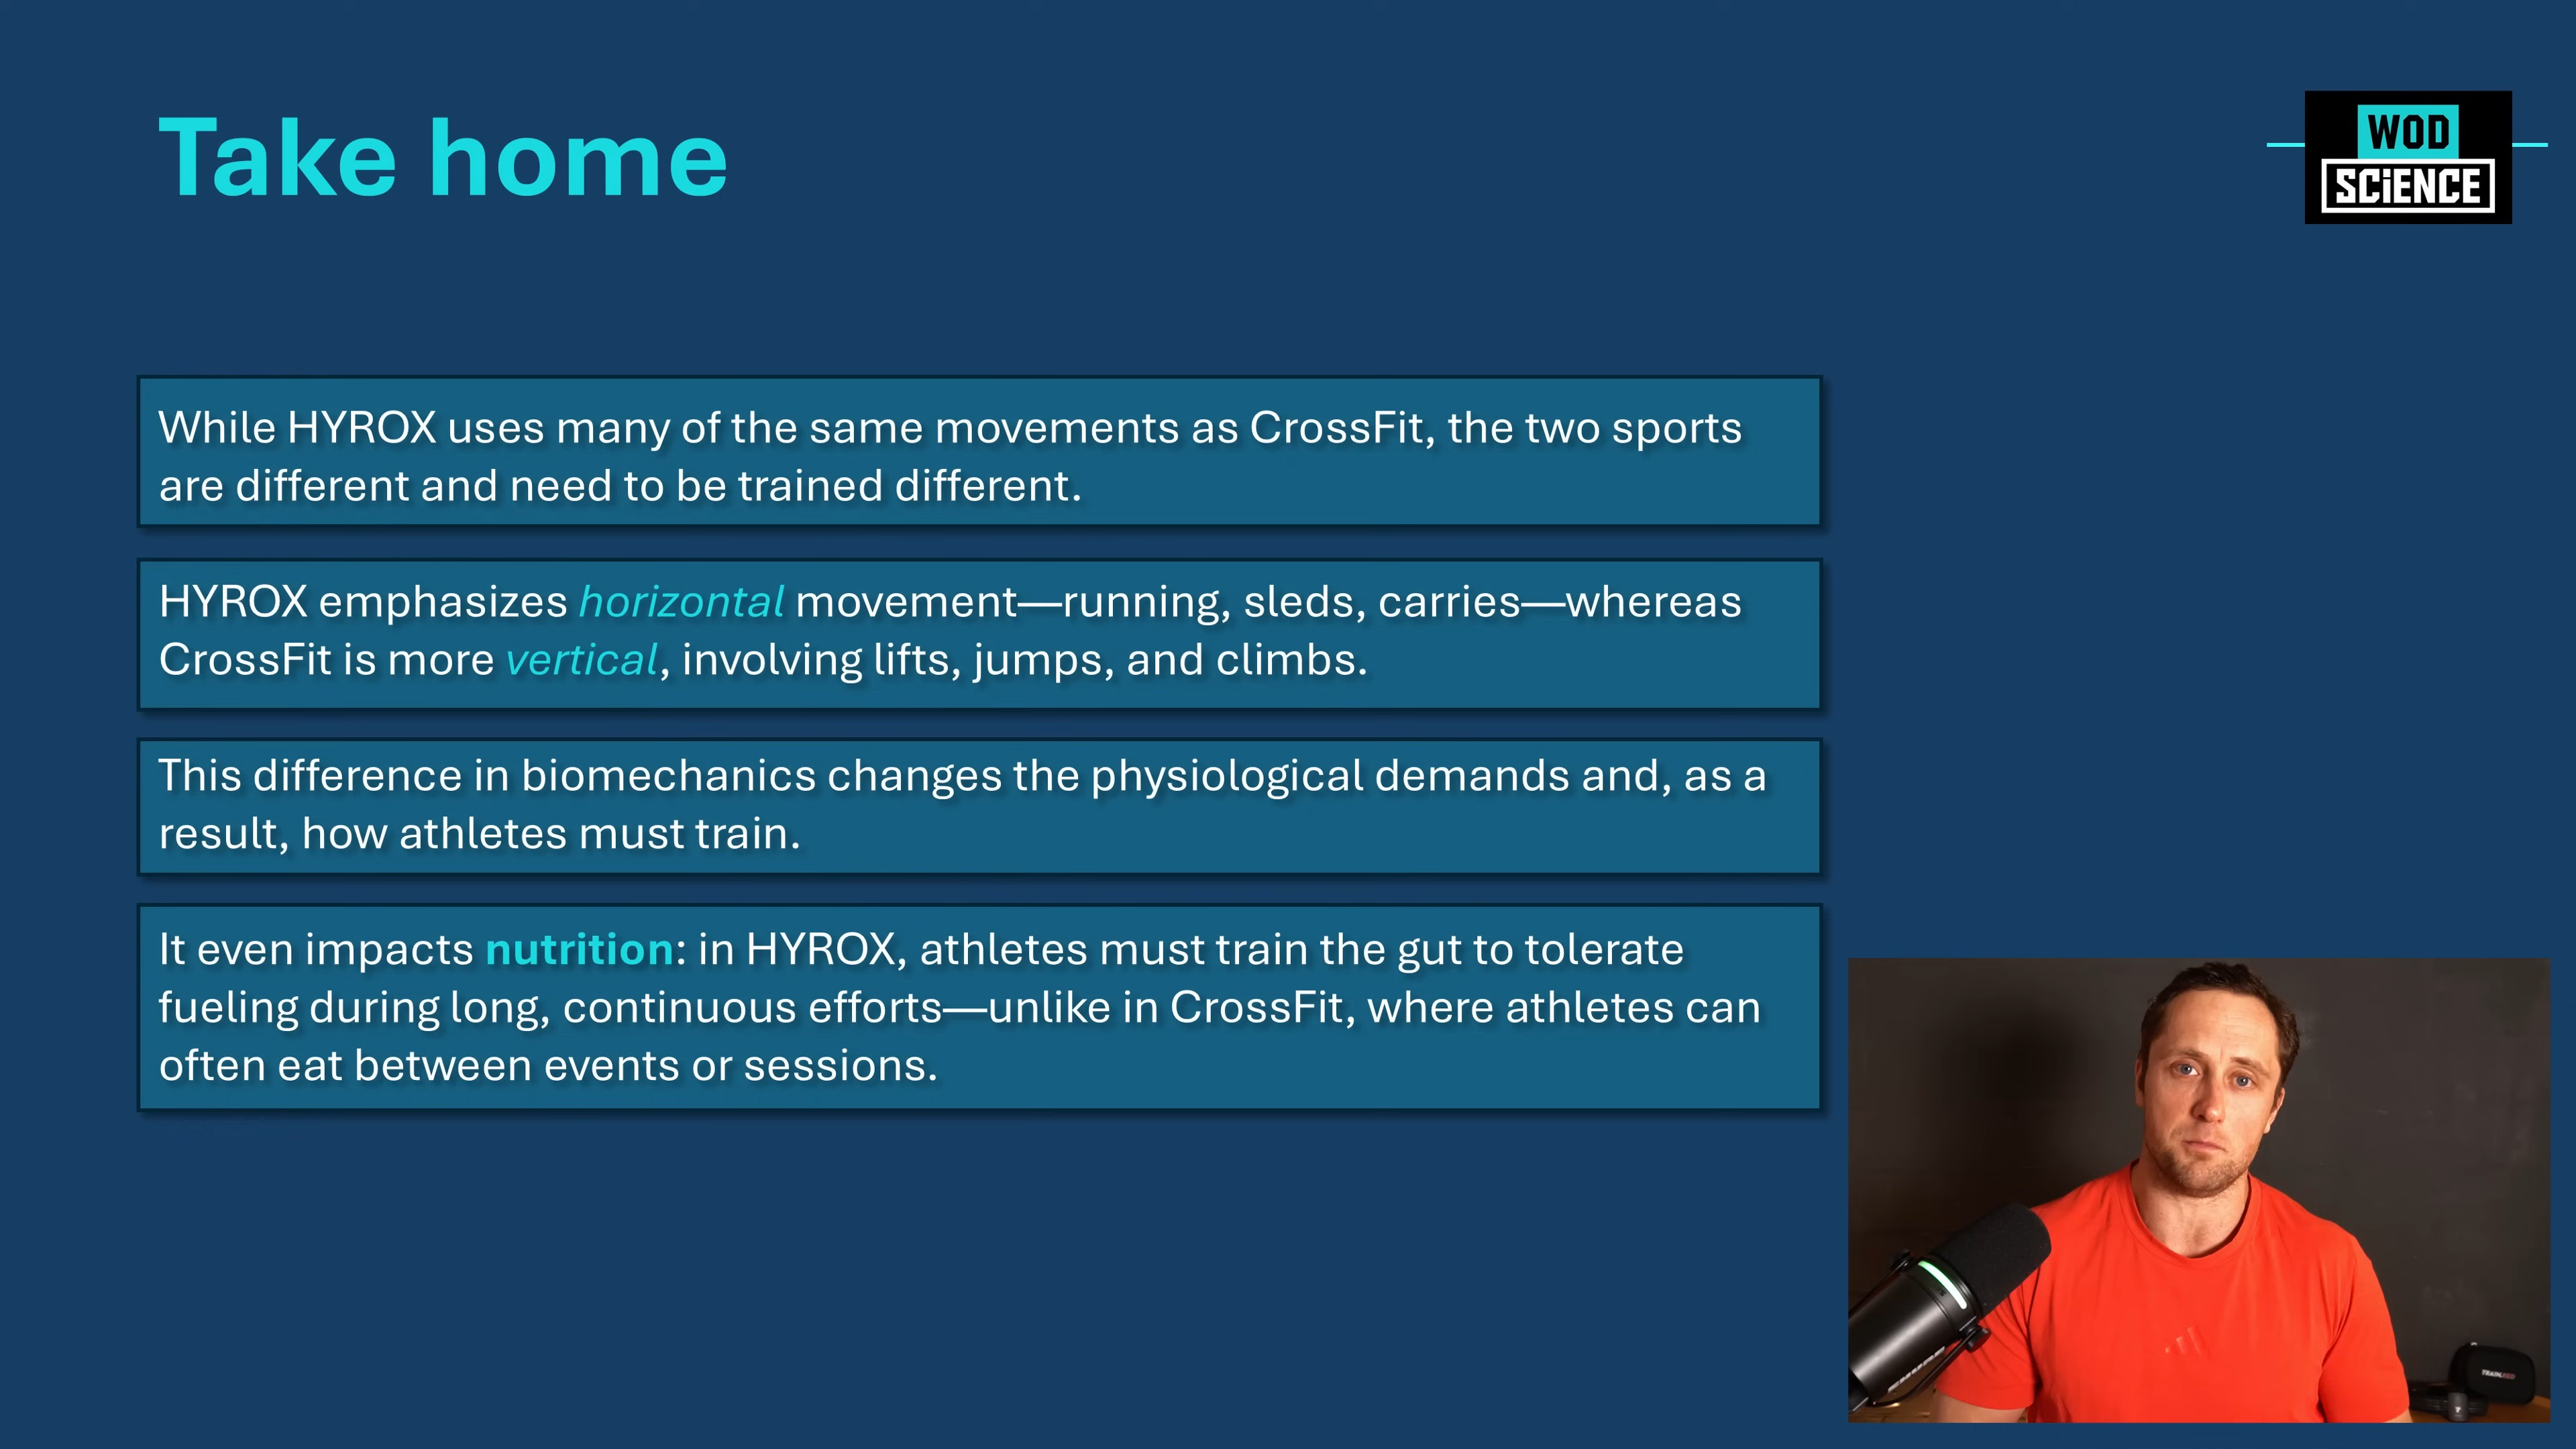 Take home
WOD
SCiENCE
While HYROX uses many of the same movements as CrossFit, the two sports
are different and need to be trained different.
HYROX emphasizes horizontal movement—running, sleds, carries—whereas
CrossFit is more vertical, involving lifts, jumps, and climbs.
This difference in biomechanics changes the physiological demands and, as a
result, how athletes must train.
It even impacts nutrition: in HYROX, athletes must train the gut to tolerate
fueling during long, continuous efforts—unlike in CrossFit, where athletes can
often eat between events or sessions.
TRAINRED